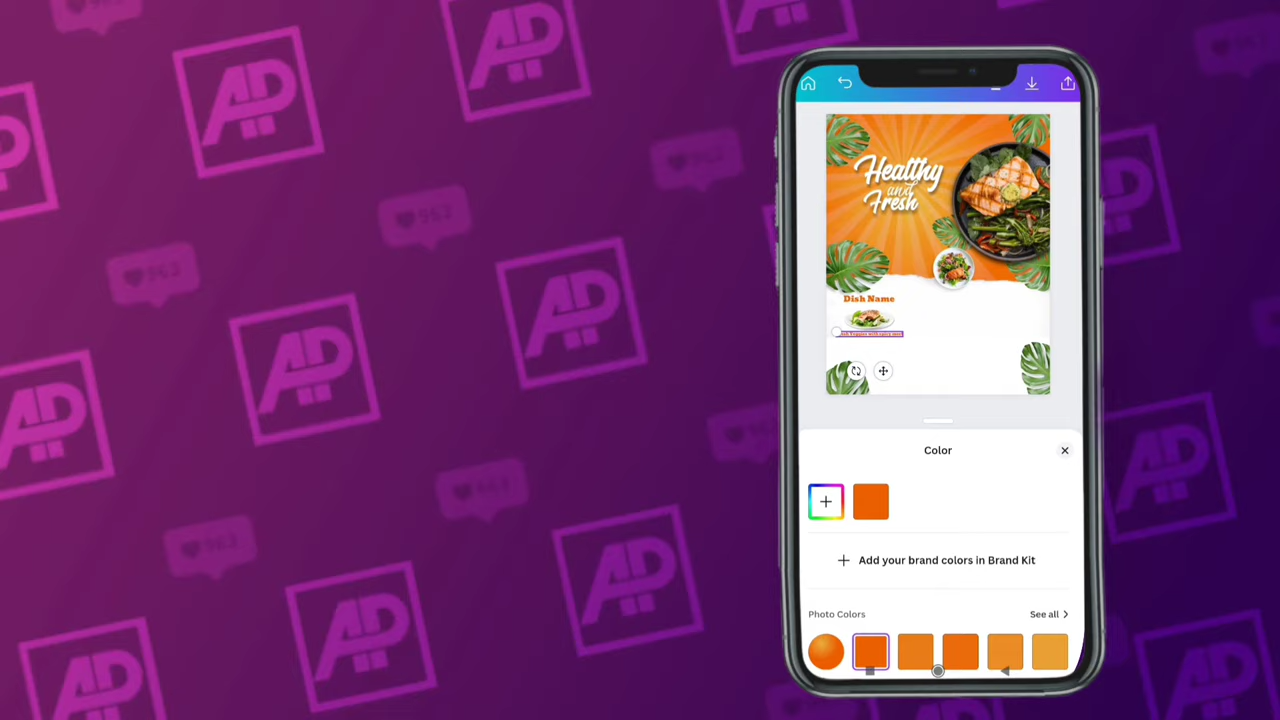 Healthy
and
Fresh
Dish Name
Color
Add your brand colors in Brand Kit
Photo Colors
See all